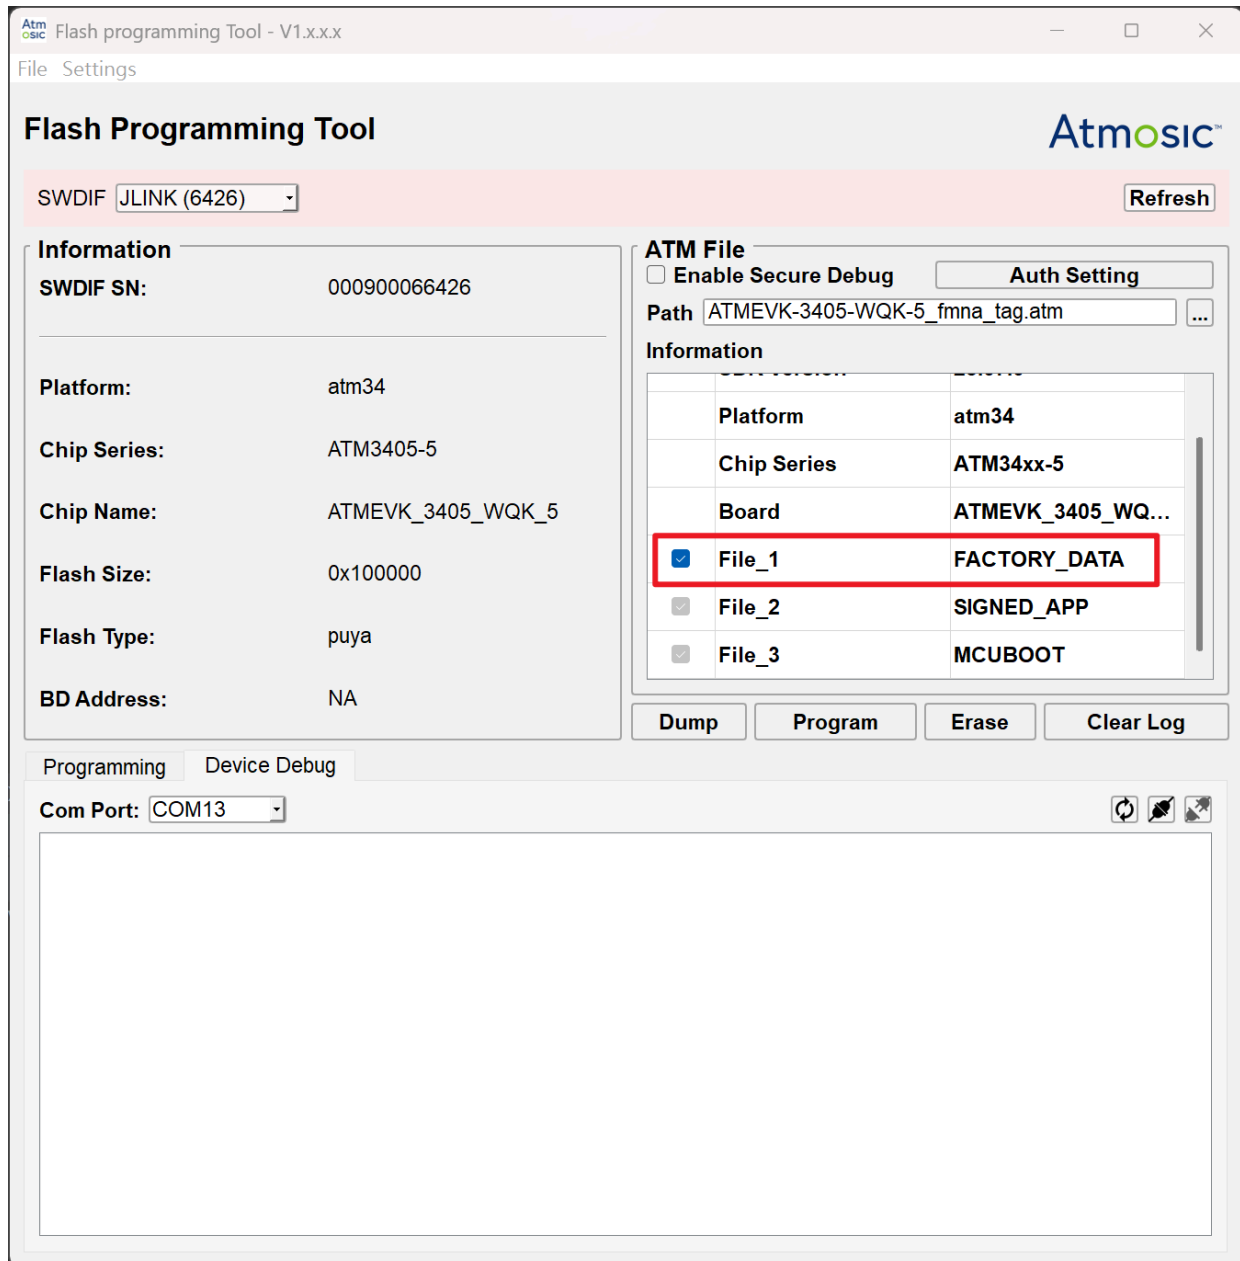 Atmosic Flash programming Tool - V1.x.x.x
File Settings
Flash Programming Tool
Atmosic™
SWDIF JLINK (6426)
Refresh
Information
SWDIF SN: 000900066426
Platform: atm34
Chip Series: ATM3405-5
Chip Name: ATMEVK_3405_WQK_5
Flash Size: 0x100000
Flash Type: puya
BD Address: NA
ATM File
Enable Secure Debug
Auth Setting
Path ATMEVK-3405-WQK-5_fmna_tag.atm ...
Information
Platform atm34
Chip Series ATM34xx-5
Board ATMEVK_3405_WQ...
File_1 FACTORY_DATA
File_2 SIGNED_APP
File_3 MCUBOOT
Dump Program Erase Clear Log
Programming Device Debug
Com Port: COM13